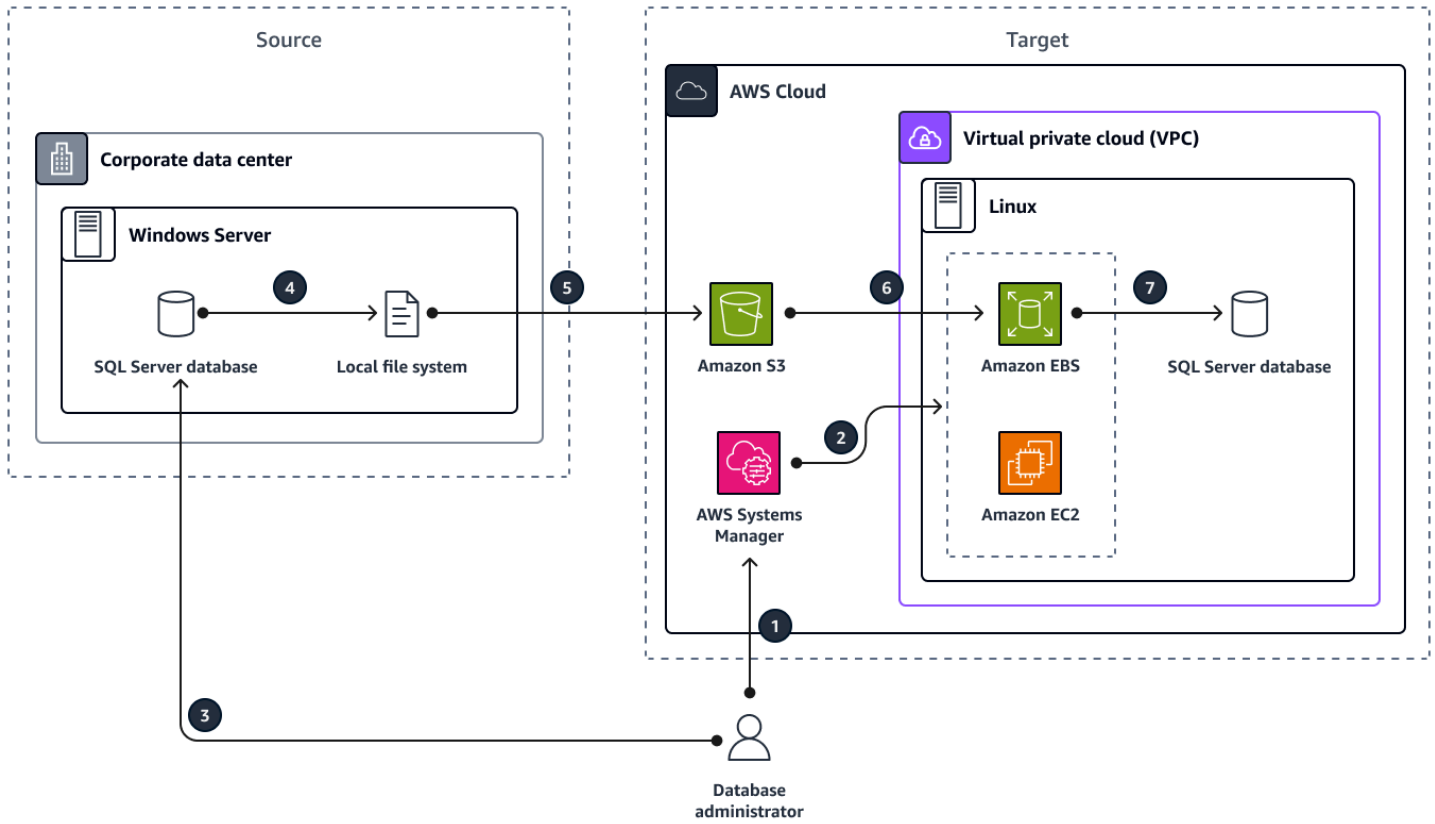 Source
Target
AWS Cloud
Virtual private cloud (VPC)
Corporate data center
Linux
Windows Server
4
5
6
7
SQL Server database
Local file system
Amazon S3
Amazon EBS
SQL Server database
2
AWS Systems
Manager
Amazon EC2
1
3
Database
administrator